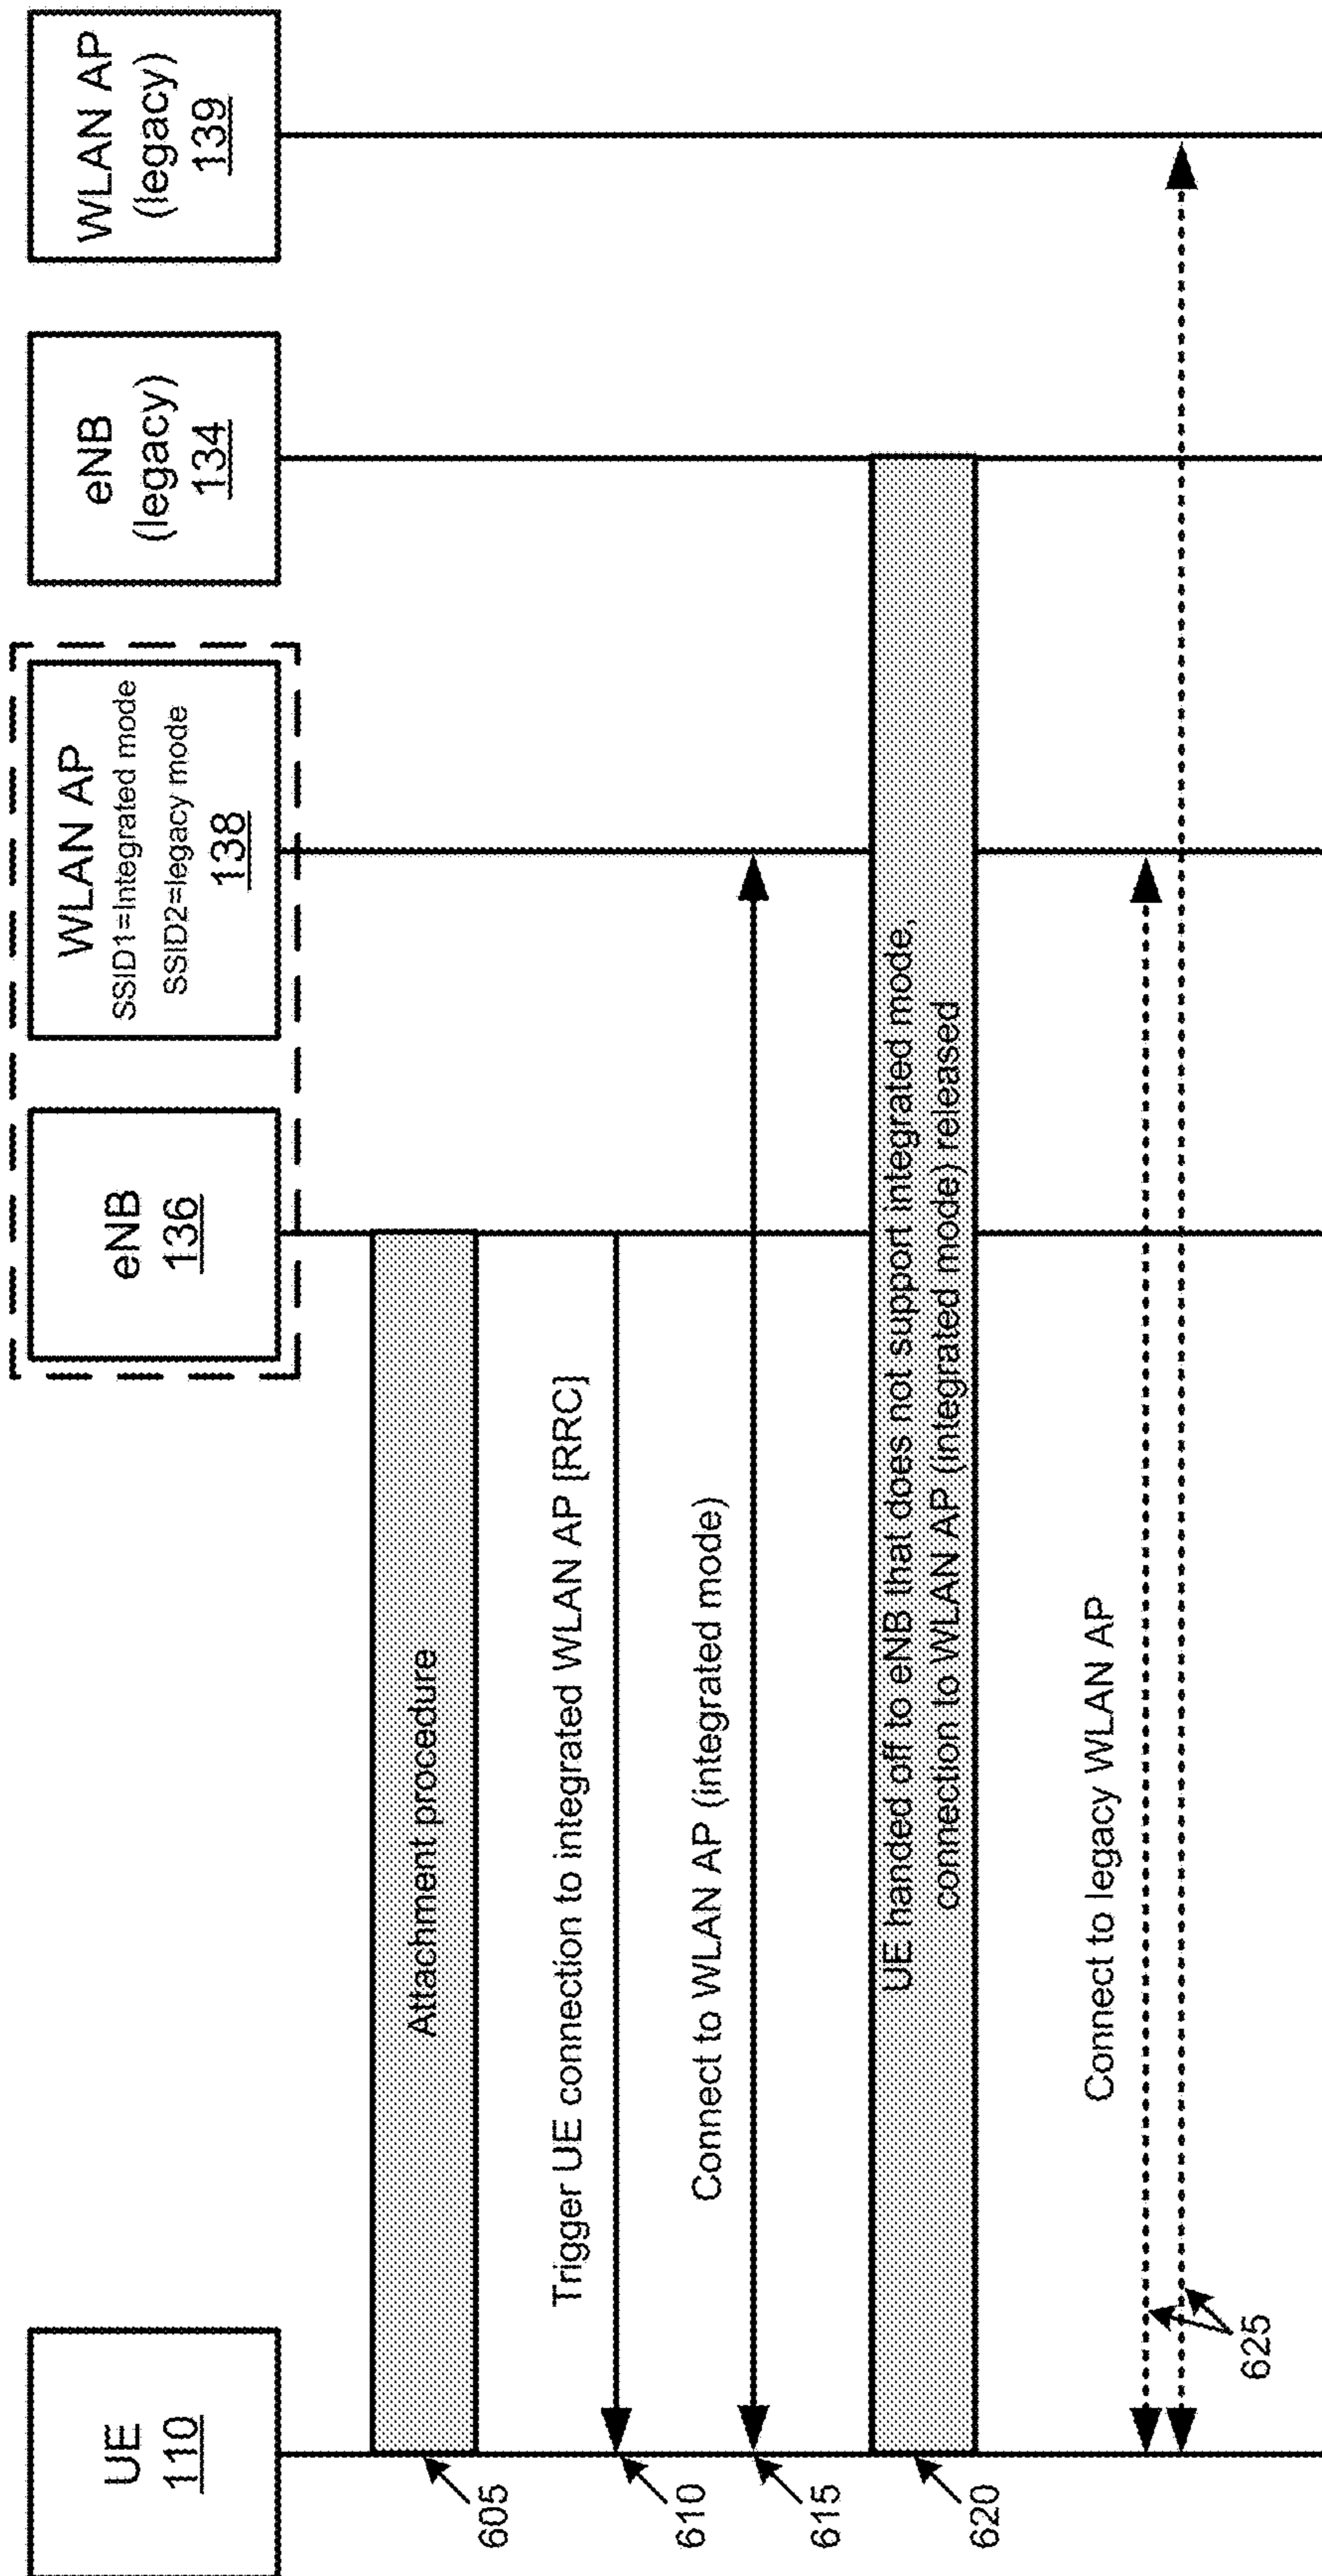 UE
110
eNB
136
WLAN AP
SSID1=Integrated mode
SSID2=legacy mode
138
eNB
(legacy)
134
WLAN AP
(legacy)
139
605
Attachment procedure
610
Trigger UE connection to integrated WLAN AP [RRC]
615
Connect to WLAN AP (integrated mode)
620
UE handed off to eNB that does not support integrated mode,
connection to WLAN AP (integrated mode) released
Connect to legacy WLAN AP
625